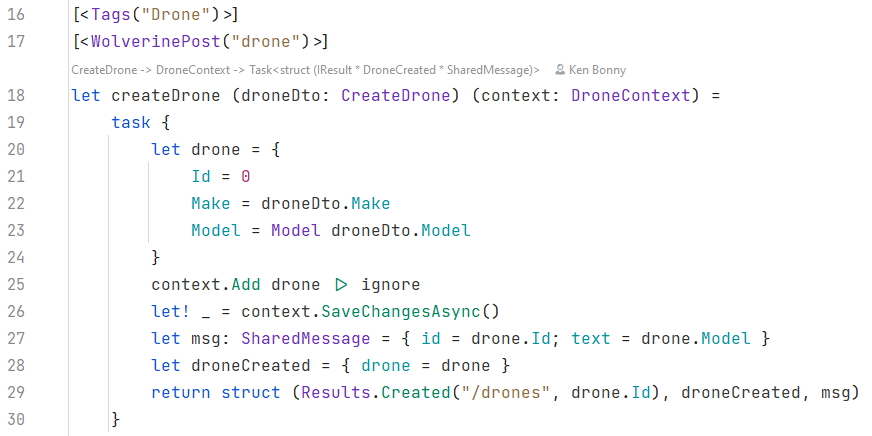 16 [<Tags("Drone")>]
17 [<WolverinePost("drone")>]
CreateDrone -> DroneContext -> Task<struct (IResult * DroneCreated * SharedMessage)> Ken Bonny
18 let createDrone (droneDto: CreateDrone) (context: DroneContext) =
19     task {
20         let drone = {
21             Id = 0
22             Make = droneDto.Make
23             Model = Model droneDto.Model
24         }
25         context.Add drone |> ignore
26         let! _ = context.SaveChangesAsync()
27         let msg: SharedMessage = { id = drone.Id; text = drone.Model }
28         let droneCreated = { drone = drone }
29         return struct (Results.Created("/drones", drone.Id), droneCreated, msg)
30     }